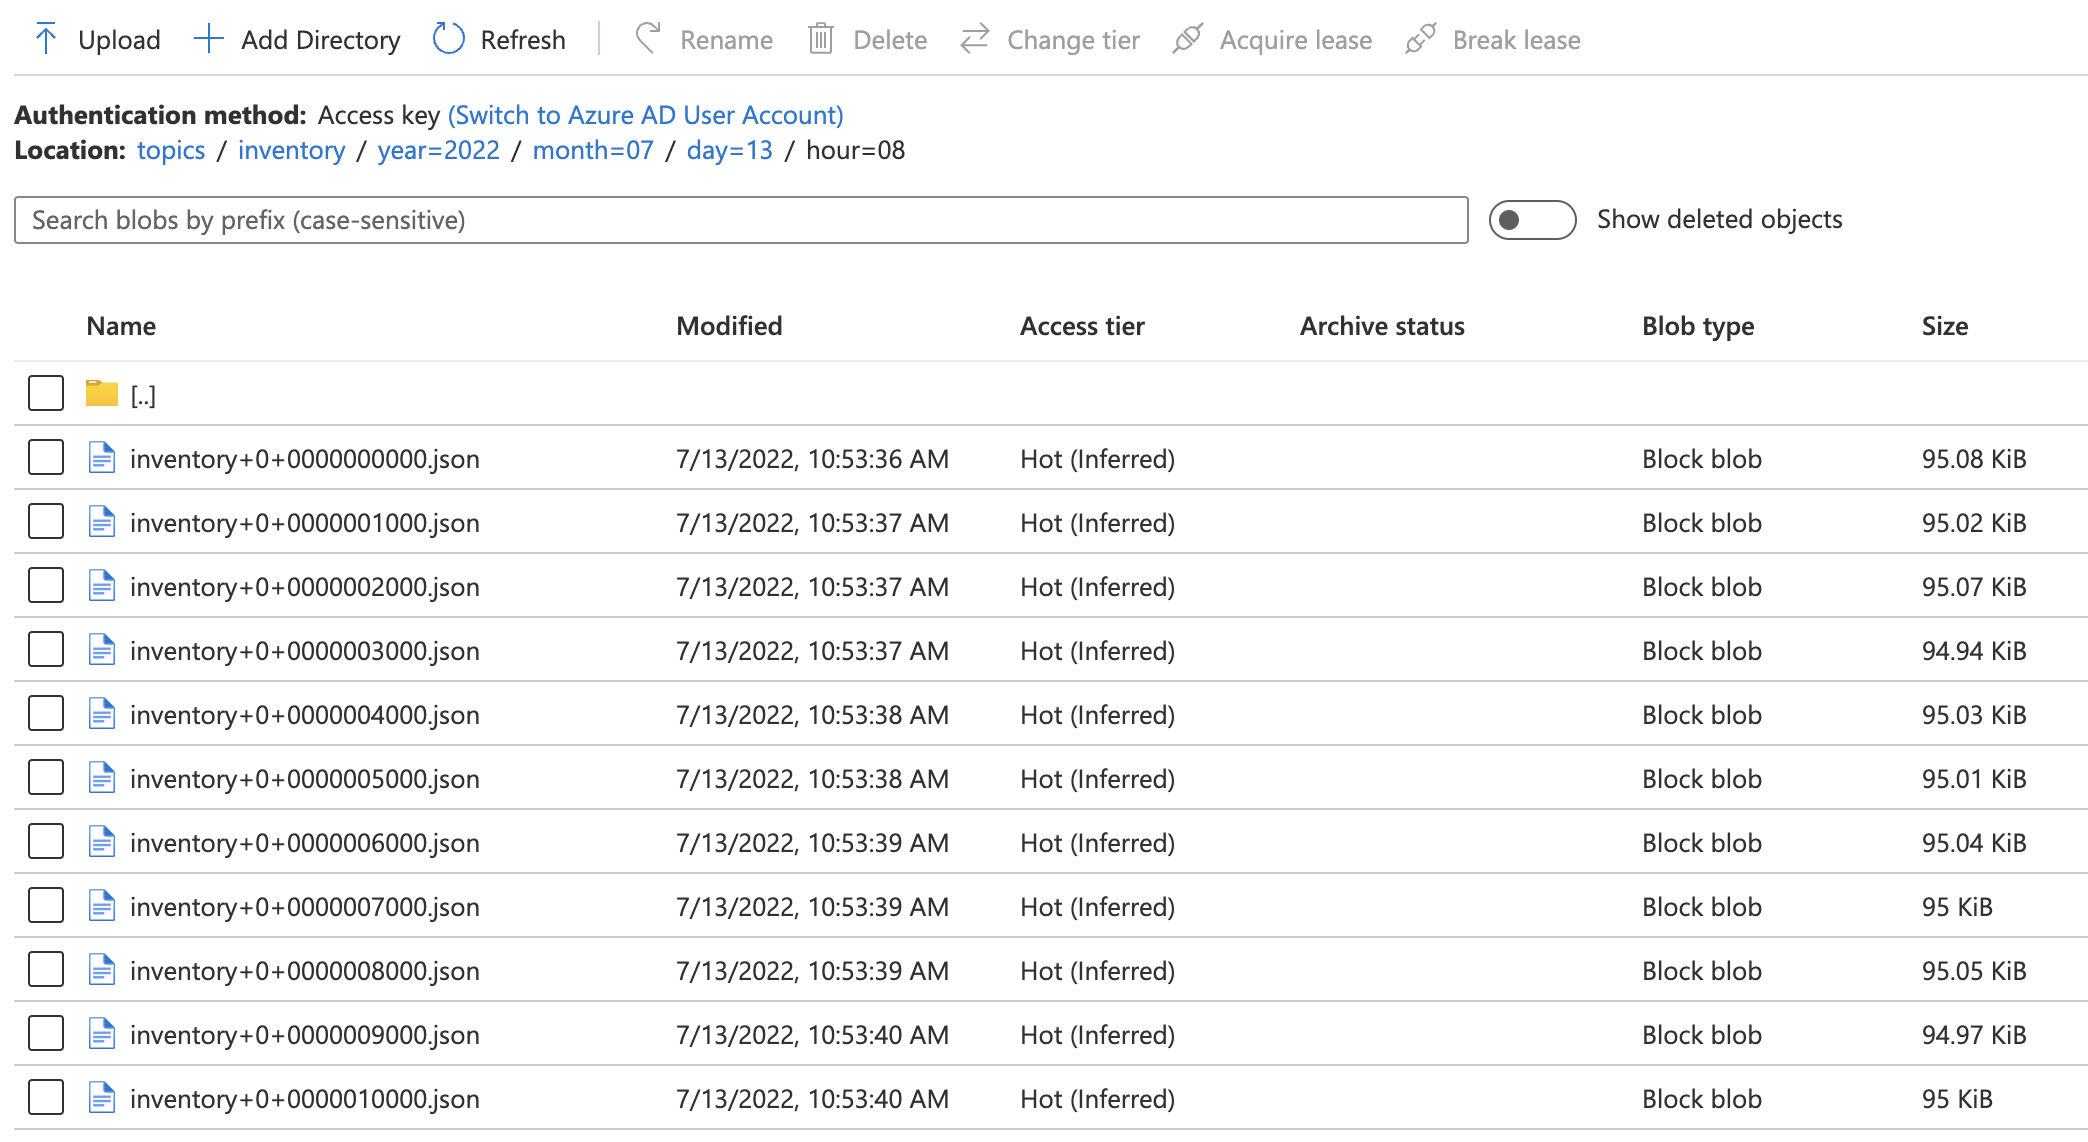 Upload Add Directory Refresh Rename Delete Change tier Acquire lease Break lease
Authentication method: Access key (Switch to Azure AD User Account)
Location: topics / inventory / year=2022 / month=07 / day=13 / hour=08
Search blobs by prefix (case-sensitive) Show deleted objects
Name Modified Access tier Archive status Blob type Size
[..]
inventory+0+0000000000.json 7/13/2022, 10:53:36 AM Hot (Inferred) Block blob 95.08 KiB
inventory+0+0000001000.json 7/13/2022, 10:53:37 AM Hot (Inferred) Block blob 95.02 KiB
inventory+0+0000002000.json 7/13/2022, 10:53:37 AM Hot (Inferred) Block blob 95.07 KiB
inventory+0+0000003000.json 7/13/2022, 10:53:37 AM Hot (Inferred) Block blob 94.94 KiB
inventory+0+0000004000.json 7/13/2022, 10:53:38 AM Hot (Inferred) Block blob 95.03 KiB
inventory+0+0000005000.json 7/13/2022, 10:53:38 AM Hot (Inferred) Block blob 95.01 KiB
inventory+0+0000006000.json 7/13/2022, 10:53:39 AM Hot (Inferred) Block blob 95.04 KiB
inventory+0+0000007000.json 7/13/2022, 10:53:39 AM Hot (Inferred) Block blob 95 KiB
inventory+0+0000008000.json 7/13/2022, 10:53:39 AM Hot (Inferred) Block blob 95.05 KiB
inventory+0+0000009000.json 7/13/2022, 10:53:40 AM Hot (Inferred) Block blob 94.97 KiB
inventory+0+0000010000.json 7/13/2022, 10:53:40 AM Hot (Inferred) Block blob 95 KiB